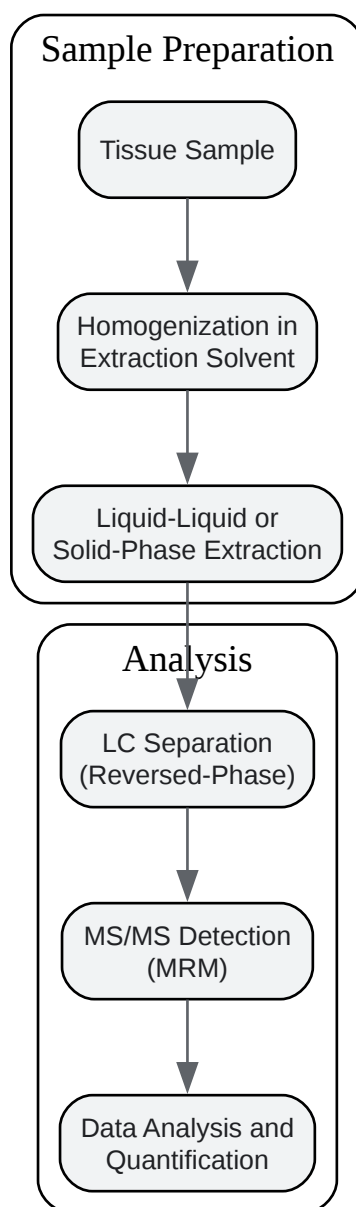 Sample Preparation
Tissue Sample
Homogenization in
Extraction Solvent
Liquid-Liquid or
Solid-Phase Extraction
Analysis
LC Separation
(Reversed-Phase)
MS/MS Detection
(MRM)
Data Analysis and
Quantification